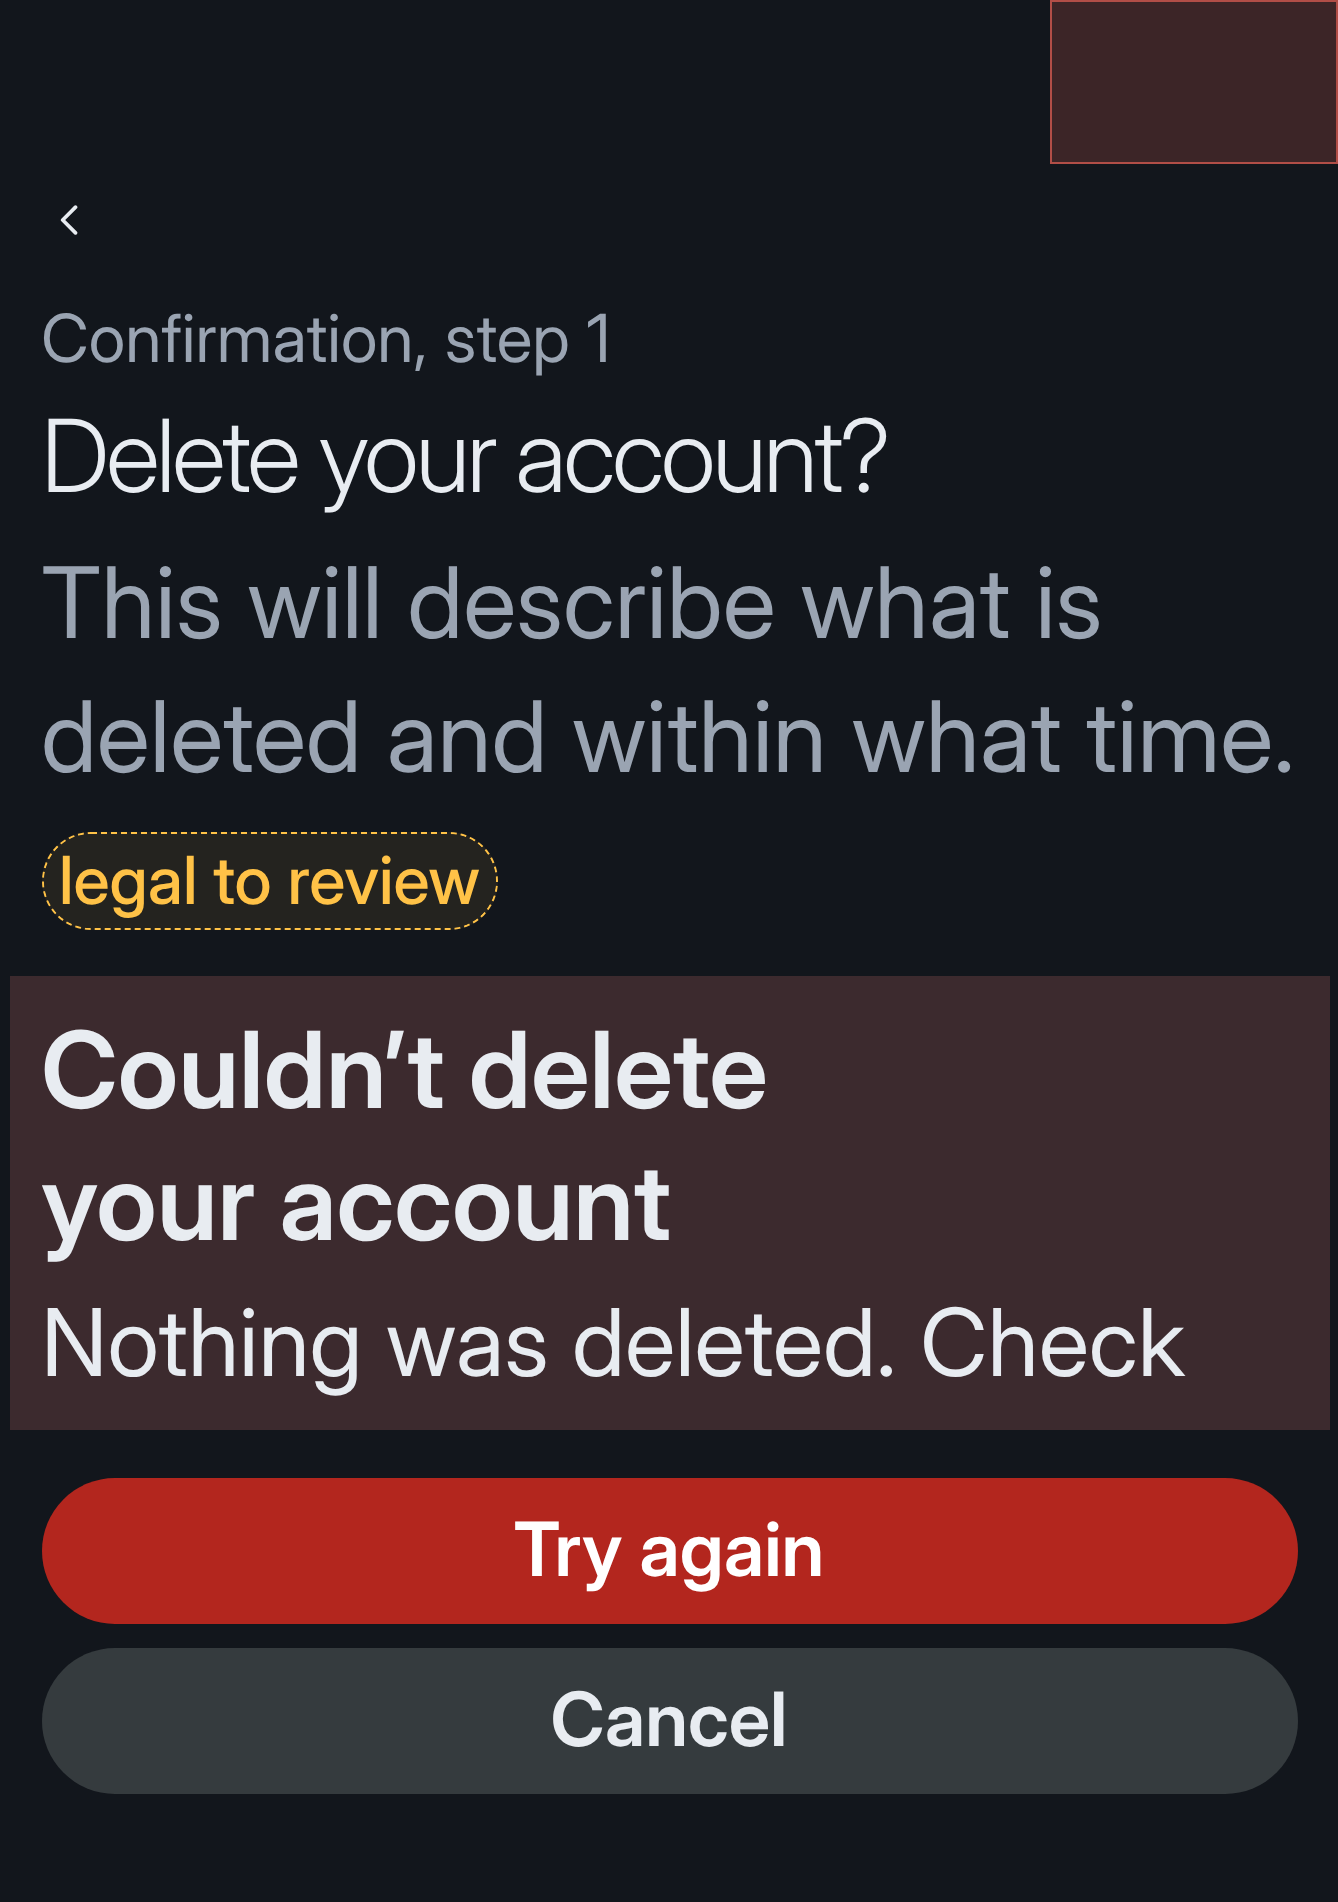 Confirmation, step 1
Delete your account?
This will describe what is
deleted and within what time.
legal to review
Couldn’t delete
your account
Nothing was deleted. Check
Try again
Cancel